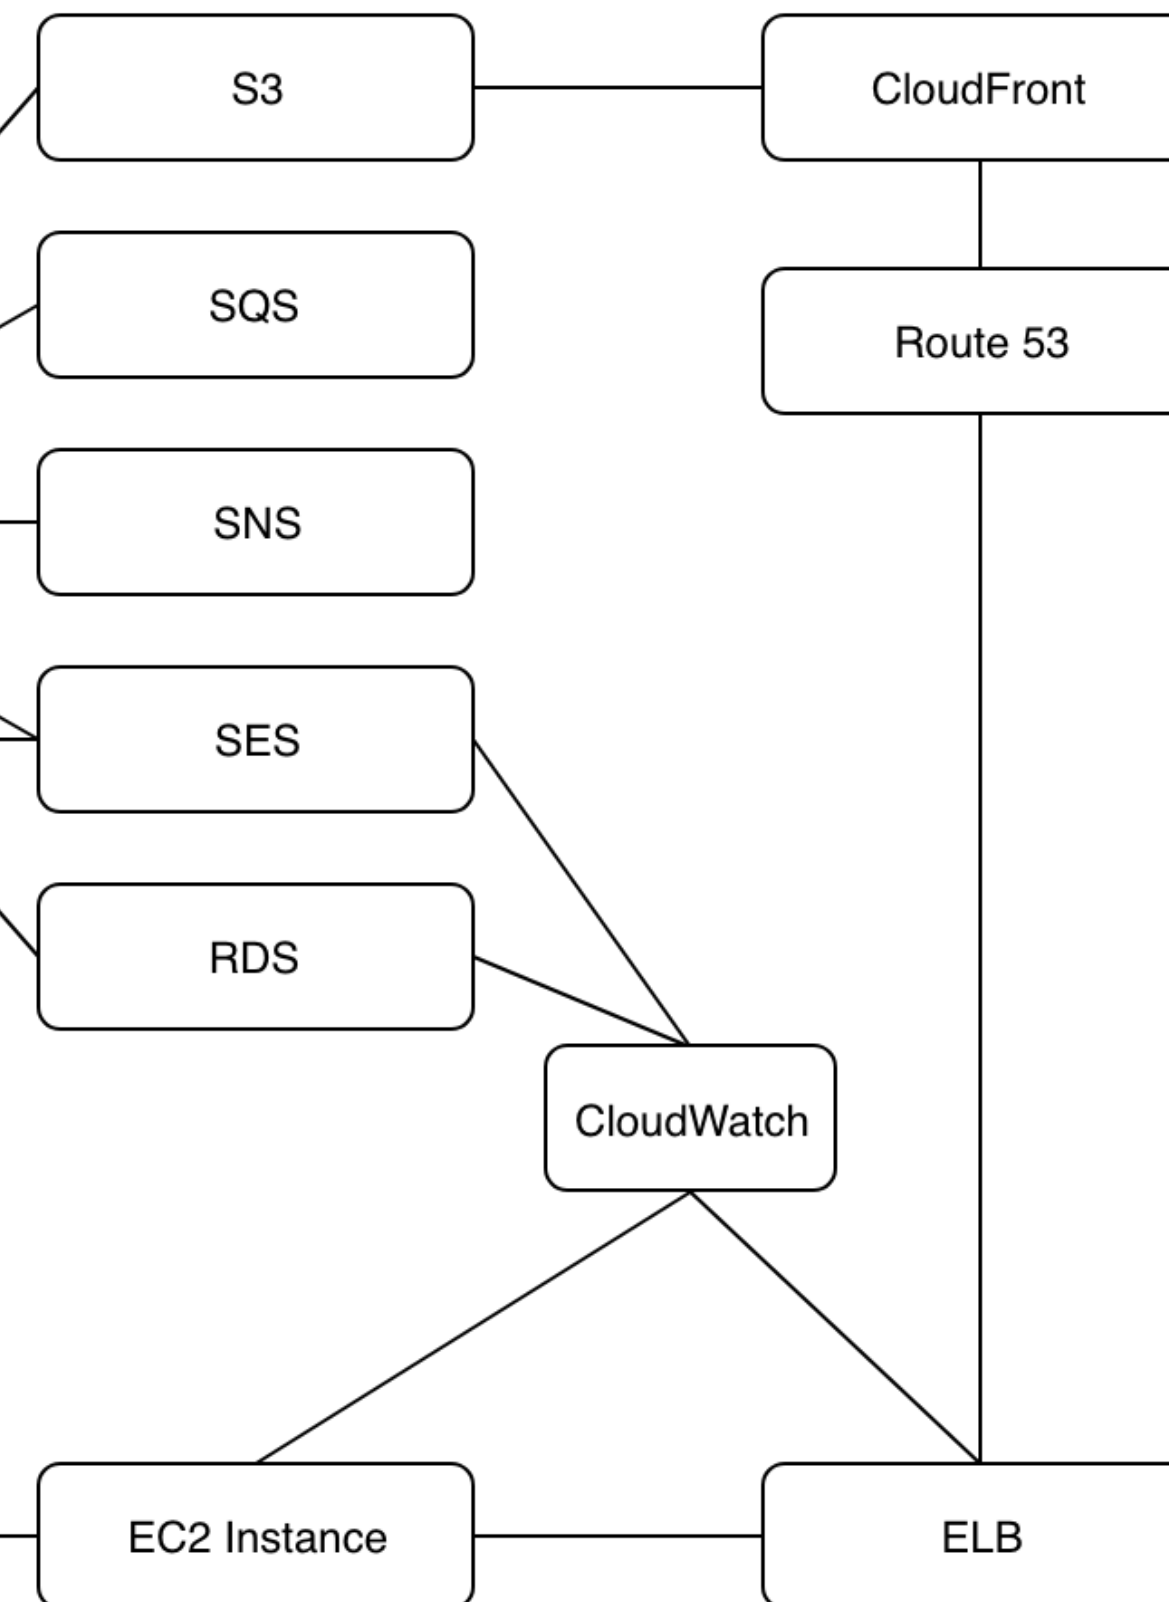 S3
CloudFront
SQS
Route 53
SNS
SES
RDS
CloudWatch
EC2 Instance
ELB